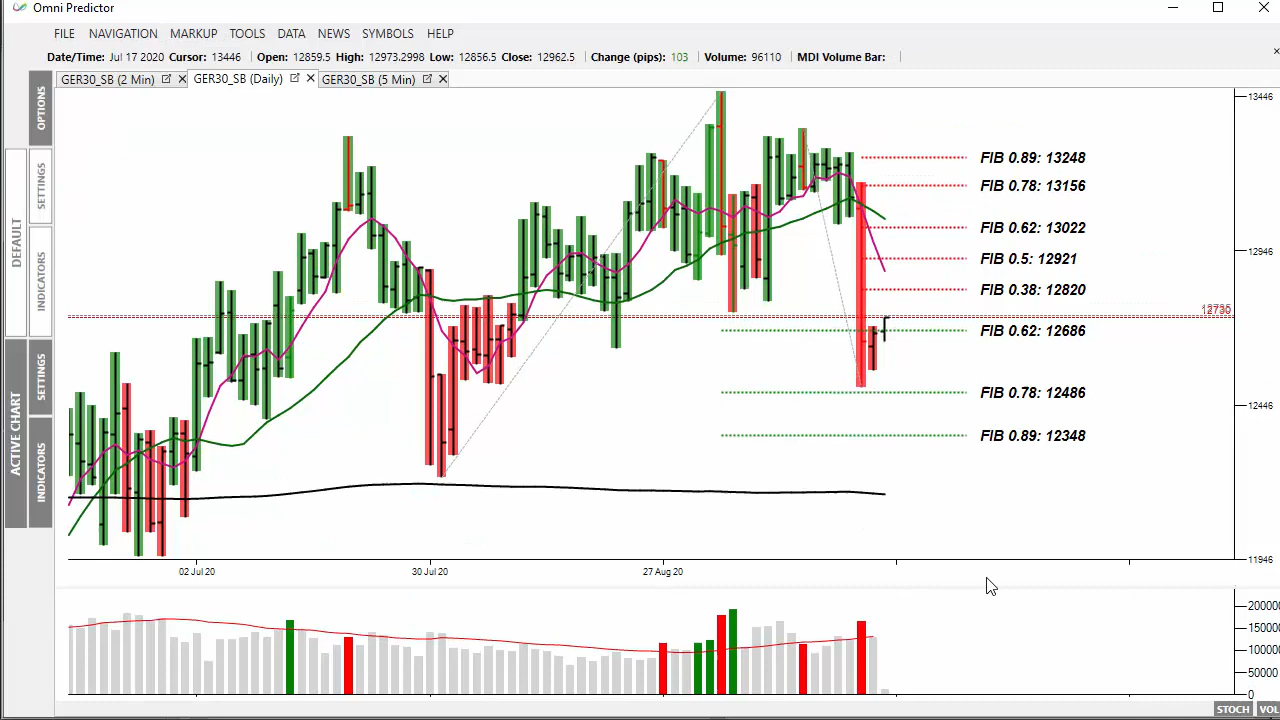 Omni Predictor
FILE NAVIGATION MARKUP TOOLS DATA NEWS SYMBOLS HELP
Date/Time: Jul 17 2020 Cursor: 13446 Open: 12859.5 High: 12973.2998 Low: 12856.5 Close: 12962.5 Change (pips): 103 Volume: 96110 MDI Volume Bar:
GER30_SB (2 Min) GER30_SB (Daily) GER30_SB (5 Min)
OPTIONS
DEFAULT
SETTINGS
INDICATORS
ACTIVE CHART
SETTINGS
INDICATORS
13446
FIB 0.89: 13248
FIB 0.78: 13156
FIB 0.62: 13022
12946
FIB 0.5: 12921
FIB 0.38: 12820
12730
FIB 0.62: 12686
FIB 0.78: 12486
12446
FIB 0.89: 12348
11946
02 Jul 20 30 Jul 20 27 Aug 20
200000
150000
100000
50000
0
STOCH VOL